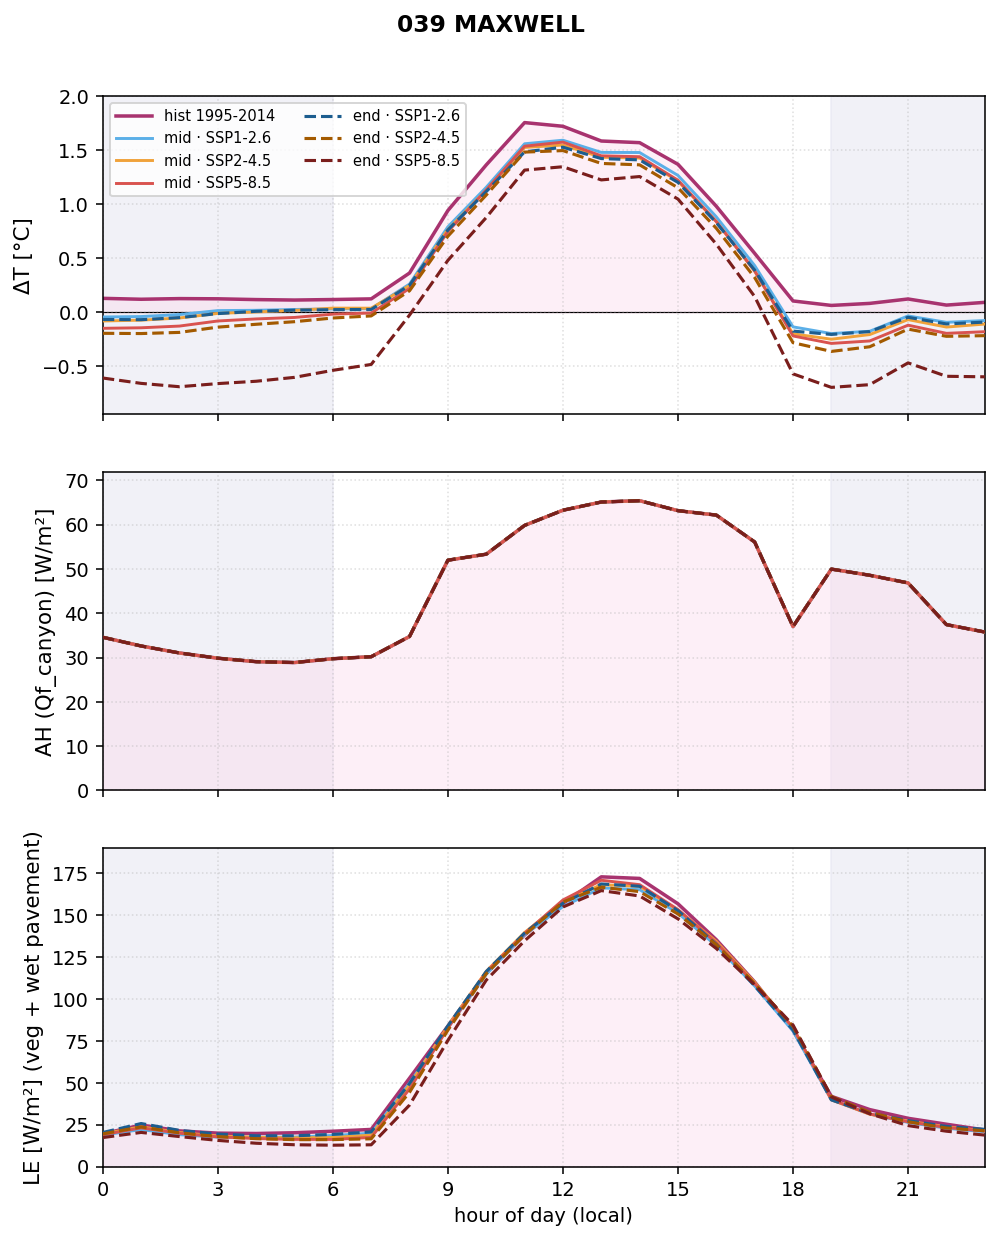 039 MAXWELL
hist 1995-2014
mid · SSP1-2.6
mid · SSP2-4.5
mid · SSP5-8.5
end · SSP1-2.6
end · SSP2-4.5
end · SSP5-8.5
ΔT [°C]
2.0
1.5
1.0
0.5
0.0
−0.5
AH (Qf_canyon) [W/m²]
70
60
50
40
30
20
10
0
LE [W/m²] (veg + wet pavement)
175
150
125
100
75
50
25
0
0 3 6 9 12 15 18 21
hour of day (local)